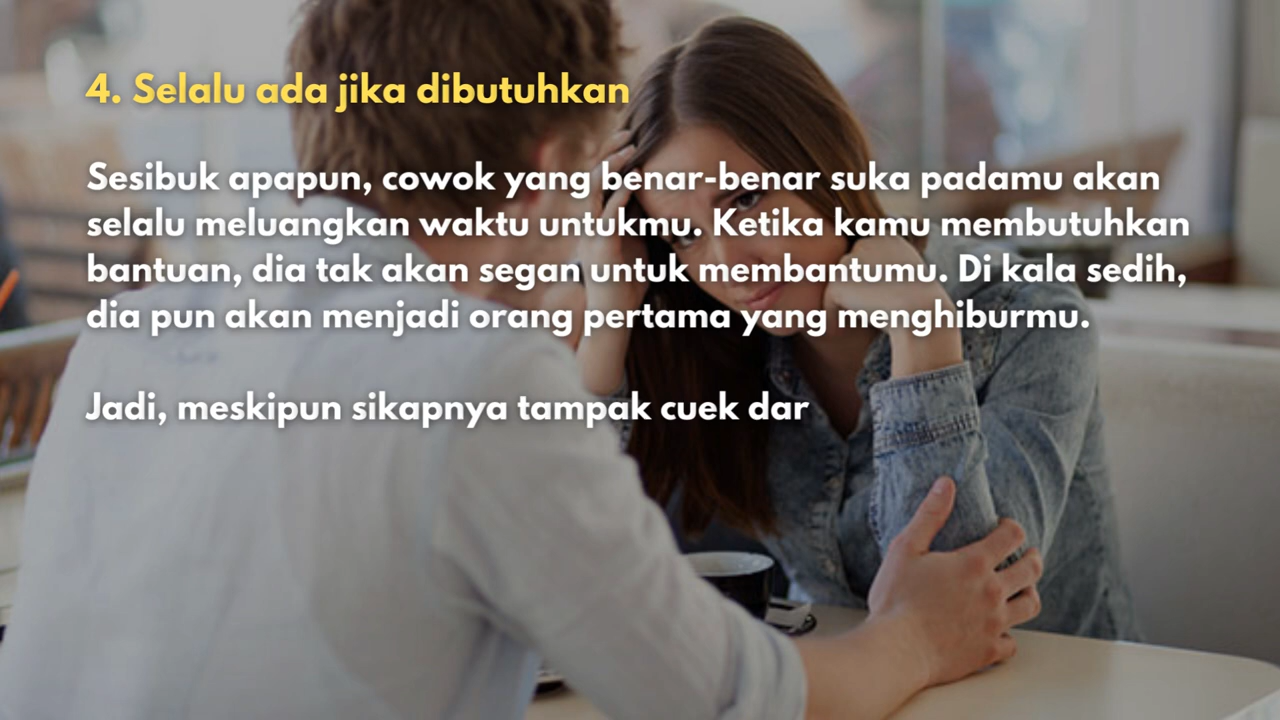 4. Selalu ada jika dibutuhkan
Sesibuk apapun, cowok yang benar-benar suka padamu akan
selalu meluangkan waktu untukmu. Ketika kamu membutuhkan
bantuan, dia tak akan segan untuk membantumu. Di kala sedih,
dia pun akan menjadi orang pertama yang menghiburmu.
Jadi, meskipun sikapnya tampak cuek dar